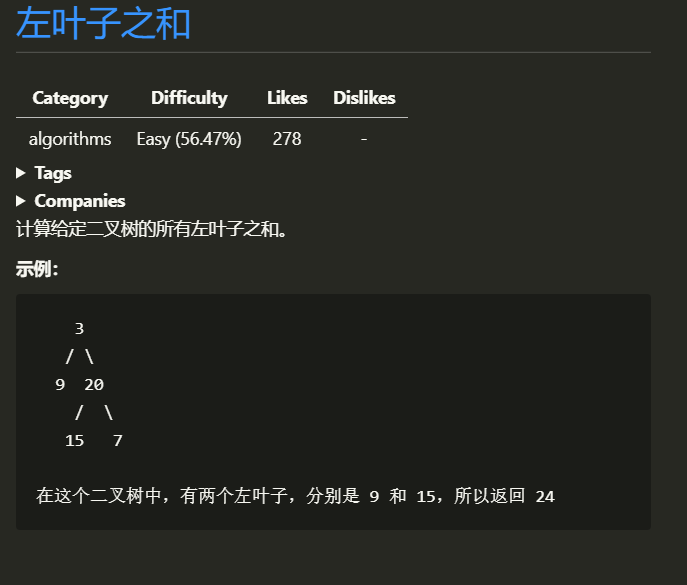 左叶子之和
Category Difficulty Likes Dislikes
algorithms Easy (56.47%) 278 -
▶ Tags
▶ Companies
计算给定二叉树的所有左叶子之和。
示例：
3
/ \
9 20
/ \
15 7
在这个二叉树中，有两个左叶子，分别是 9 和 15，所以返回 24